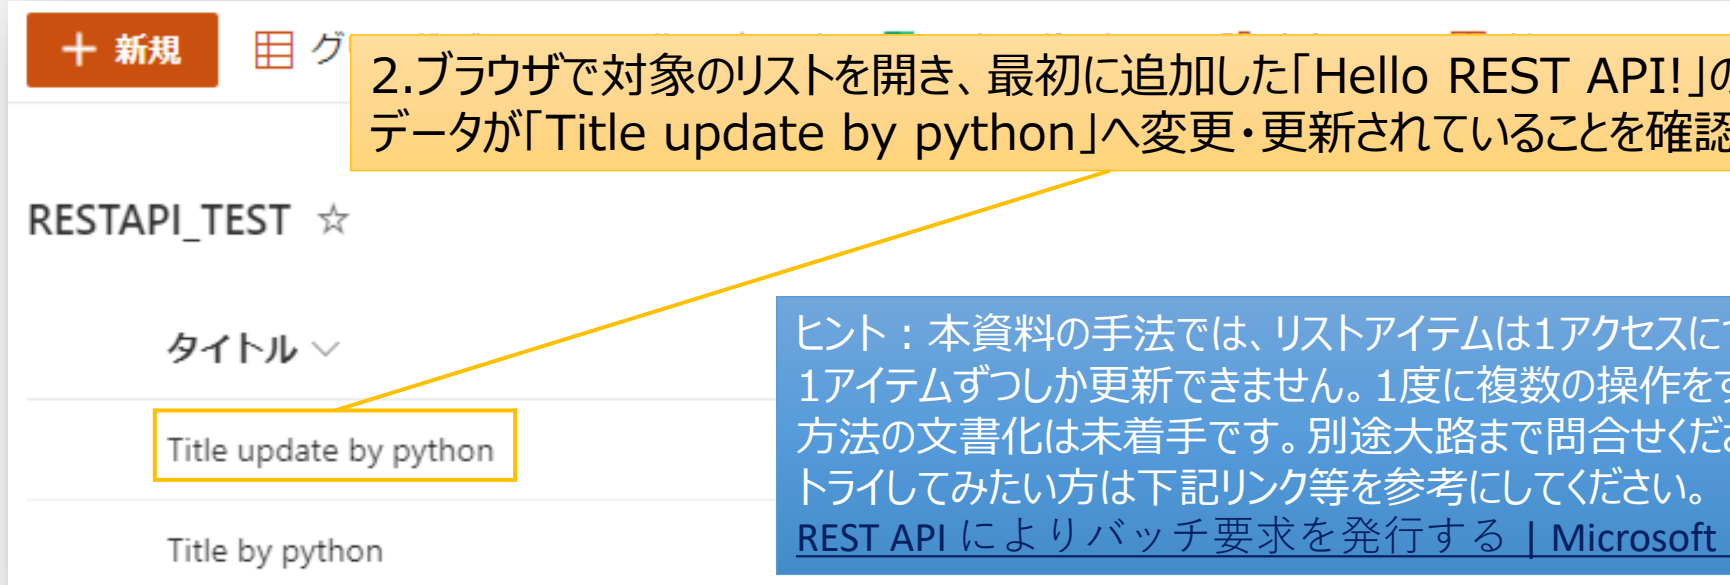 新規
2.ブラウザで対象のリストを開き、最初に追加した「Hello REST API!」の
データが「Title update by python」へ変更・更新されていることを確認
RESTAPI_TEST
タイトル
ヒント：本資料の手法では、リストアイテムは1アクセスに
1アイテムずつしか更新できません。1度に複数の操作をす
方法の文書化は未着手です。別途大路まで問合せくださ
トライしてみたい方は下記リンク等を参考にしてください。
REST API によりバッチ要求を発行する | Microsoft
Title update by python
Title by python